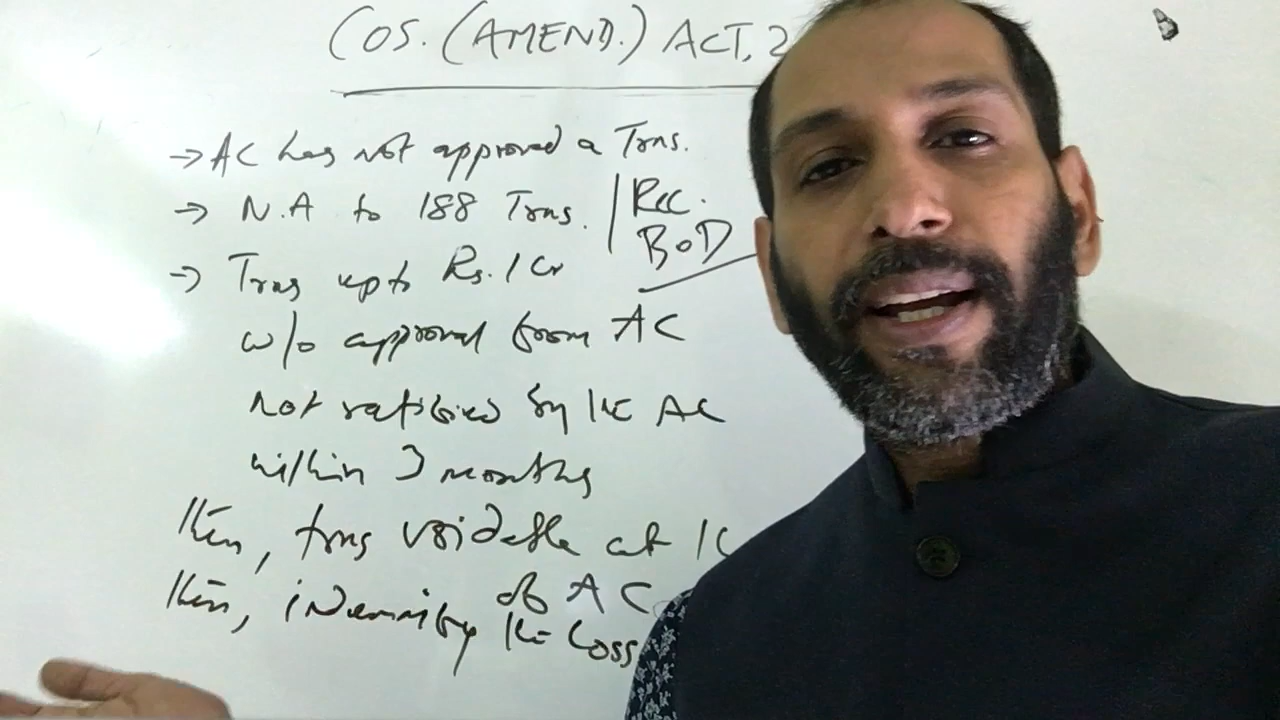 COS. (AMEND.) ACT, 2
→ AC has not approved a Trns.
→ N.A to 188 Trns. / Rec.
BOD
→ Trns upto Rs. 1 Cr
w/o approval from AC
not ratified by the AC
within 3 months
then, trns voidable at
of AC
then, indemnify the loss